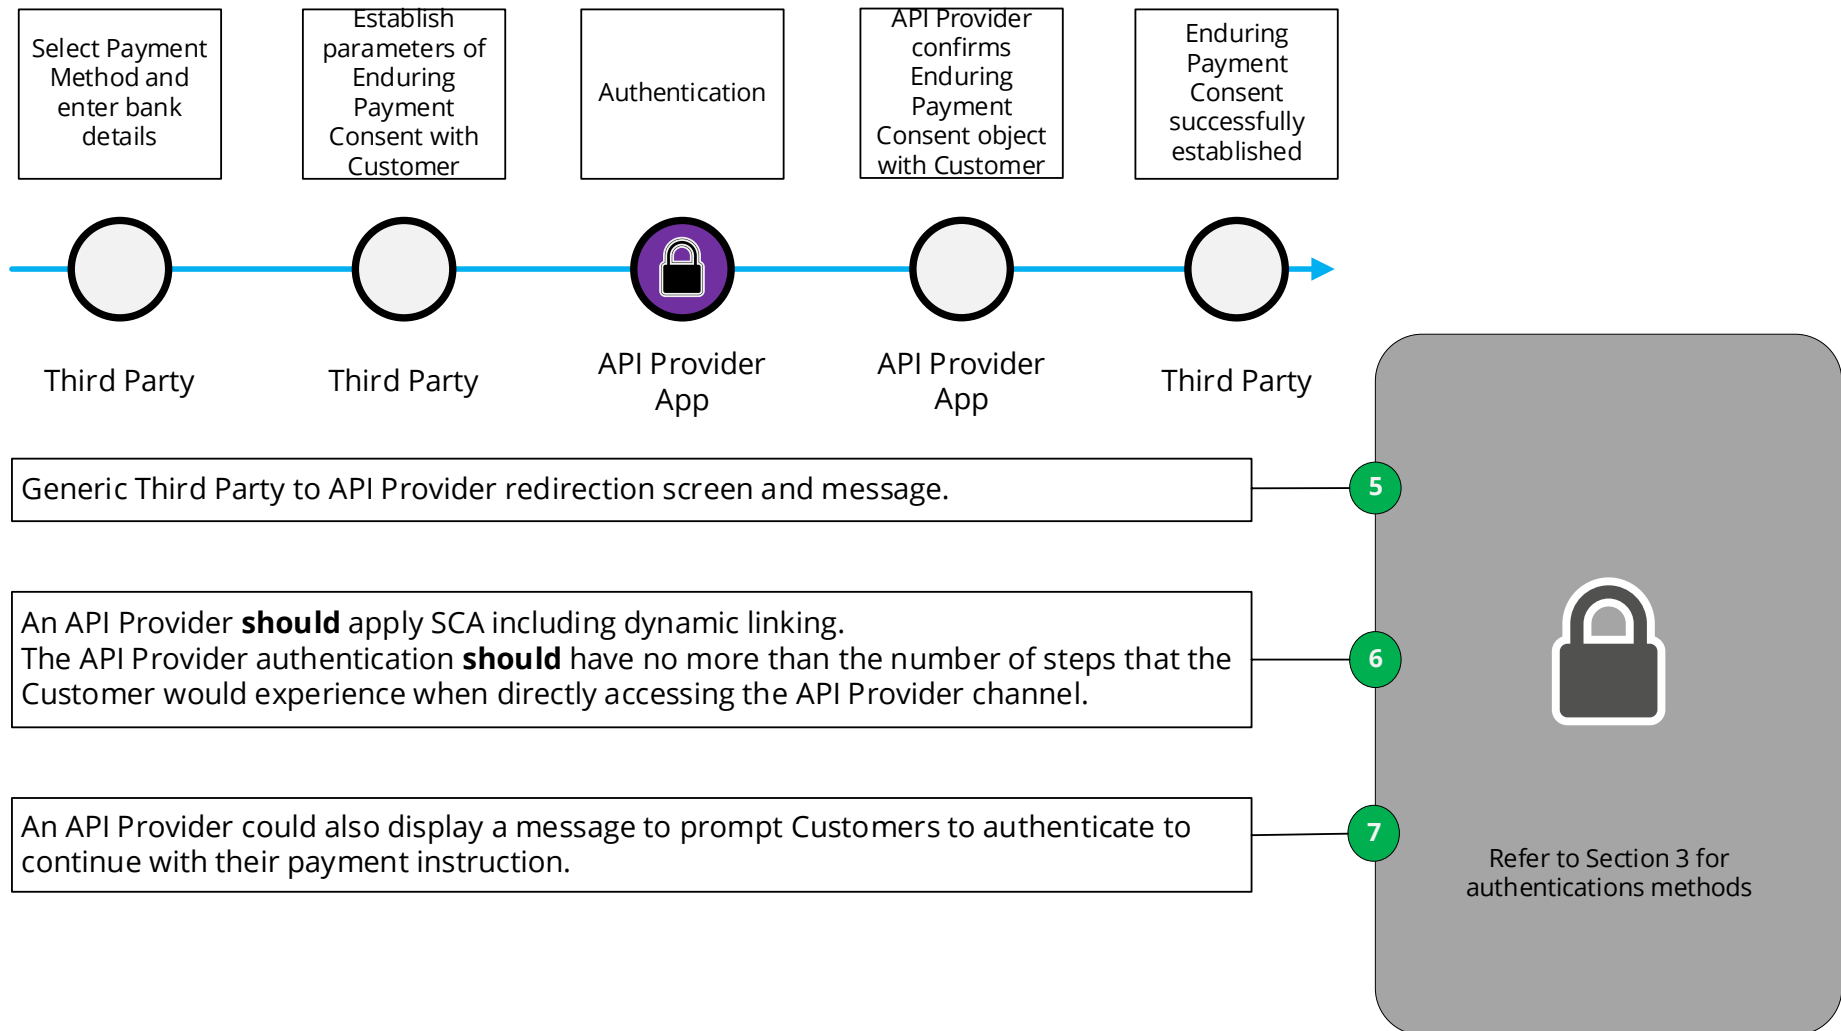 Select Payment
Method and
enter bank
details
Establish
parameters of
Enduring
Payment
Consent with
Customer
Authentication
API Provider
confirms
Enduring
Payment
Consent object
with Customer
Enduring
Payment
Consent
successfully
established
Third Party
Third Party
API Provider
App
API Provider
App
Third Party
Generic Third Party to API Provider redirection screen and message.
5
An API Provider should apply SCA including dynamic linking.
The API Provider authentication should have no more than the number of steps that the
Customer would experience when directly accessing the API Provider channel.
6
An API Provider could also display a message to prompt Customers to authenticate to
continue with their payment instruction.
7
Refer to Section 3 for
authentications methods